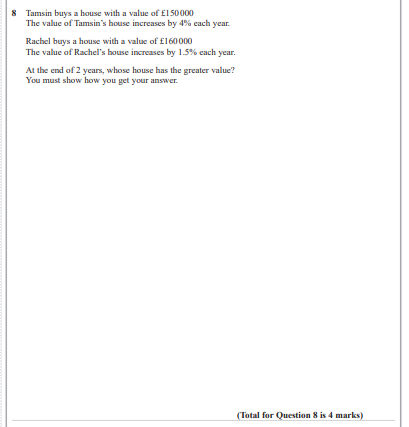 8 Tamsin buys a house with a value of £150 000
The value of Tamsin's house increases by 4% each year.
Rachel buys a house with a value of £160 000
The value of Rachel's house increases by 1.5% each year.
At the end of 2 years, whose house has the greater value?
You must show how you get your answer.
(Total for Question 8 is 4 marks)